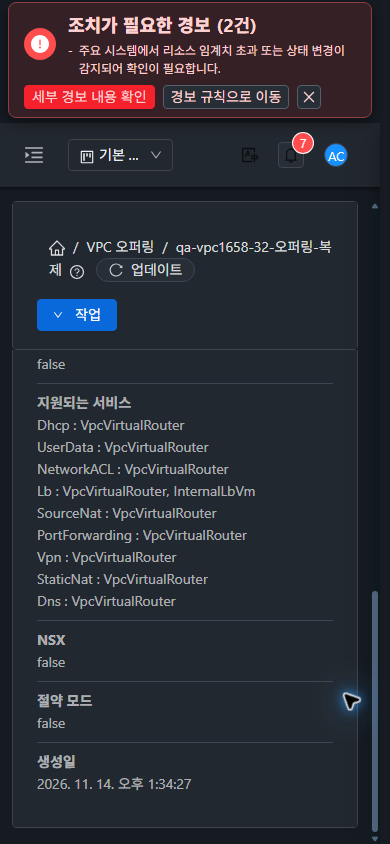 조치가 필요한 경보 (2건)
- 주요 시스템에서 리소스 임계치 초과 또는 상태 변경이
감지되어 확인이 필요합니다.
세부 경보 내용 확인 경보 규칙으로 이동
기본 ... 7 AC
/ VPC 오퍼링 / qa-vpc1658-32-오퍼링-복
제 업데이트
작업
false
지원되는 서비스
Dhcp : VpcVirtualRouter
UserData : VpcVirtualRouter
NetworkACL : VpcVirtualRouter
Lb : VpcVirtualRouter, InternalLbVm
SourceNat : VpcVirtualRouter
PortForwarding : VpcVirtualRouter
Vpn : VpcVirtualRouter
StaticNat : VpcVirtualRouter
Dns : VpcVirtualRouter
NSX
false
절약 모드
false
생성일
2026. 11. 14. 오후 1:34:27